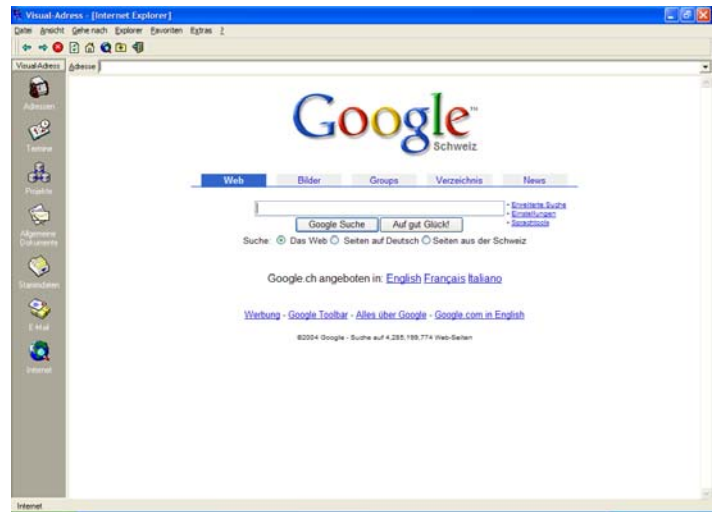 Visual-Adress - [Internet Explorer]
Datei Ansicht Gehe nach Explorer Favoriten Extras ?
Visual-Adress Adresse
Adressen
Termine
Projekte
Allgemeine
Dokumente
Stammdaten
E-Mail
Internet
Google™
Schweiz
Web Bilder Groups Verzeichnis News
• Erweiterte Suche
• Einstellungen
• Sprachtools
Google Suche Auf gut Glück!
Suche: Das Web Seiten auf Deutsch Seiten aus der Schweiz
Google.ch angeboten in: English Français Italiano
Werbung - Google Toolbar - Alles über Google - Google.com in English
©2004 Google - Suche auf 4,285,199,774 Web-Seiten
Internet